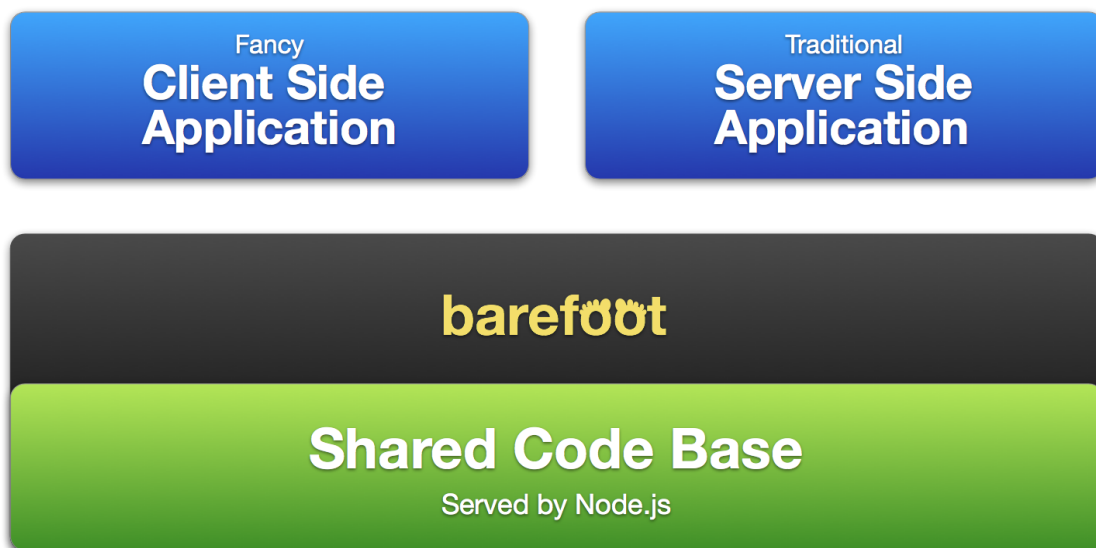 Fancy
Client Side
Application
Traditional
Server Side
Application
barefoot
Shared Code Base
Served by Node.js